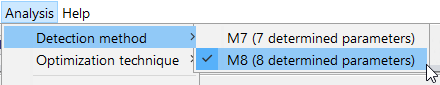 Analysis Help
Detection method M7 (7 determined parameters)
Optimization technique M8 (8 determined parameters)